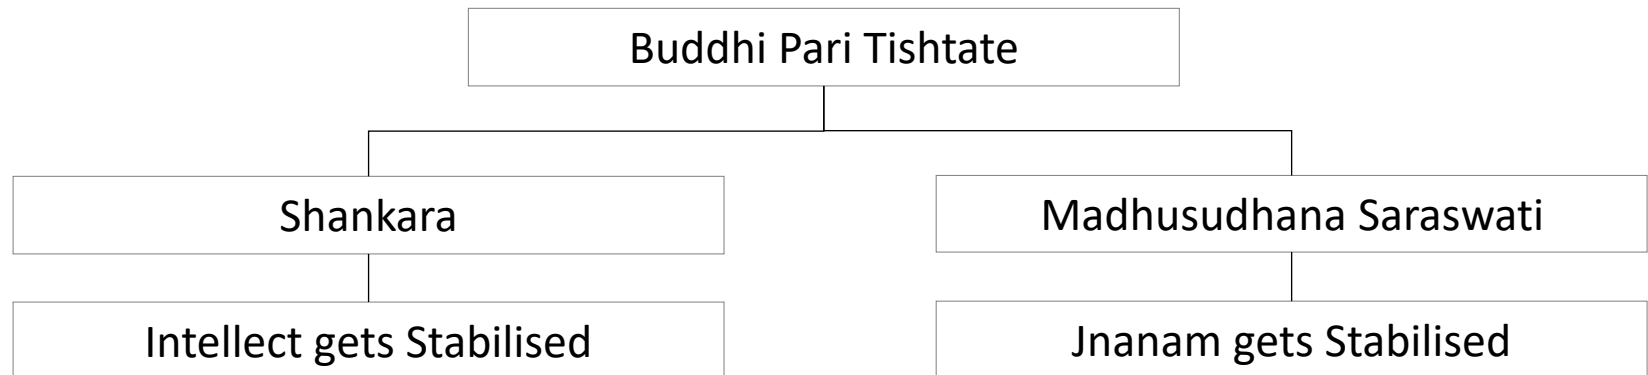 Buddhi Pari Tishtate
Shankara
Madhusudhana Saraswati
Intellect gets Stabilised
Jnanam gets Stabilised